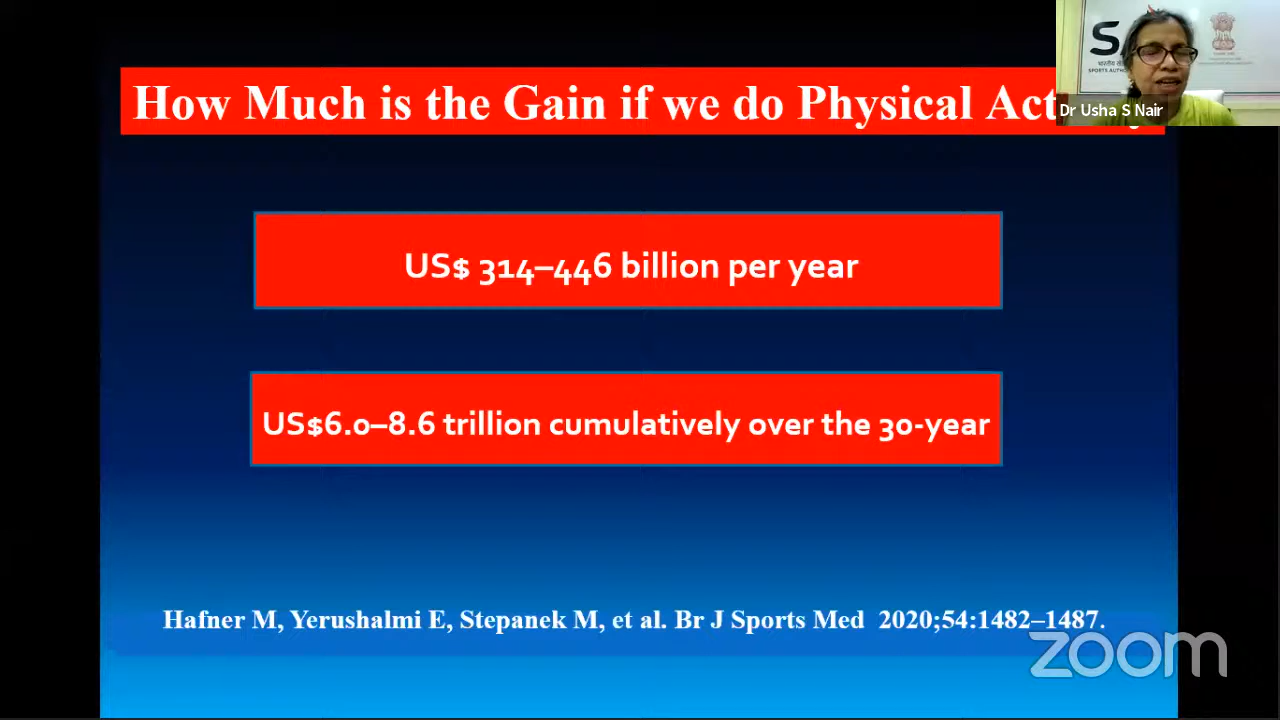 How Much is the Gain if we do Physical
Dr Usha S Nair
US$ 314–446 billion per year
US$6.0–8.6 trillion cumulatively over the 30-year
Hafner M, Yerushalmi E, Stepanek M, et al. Br J Sports Med 2020;54:1482–1487.
zoom